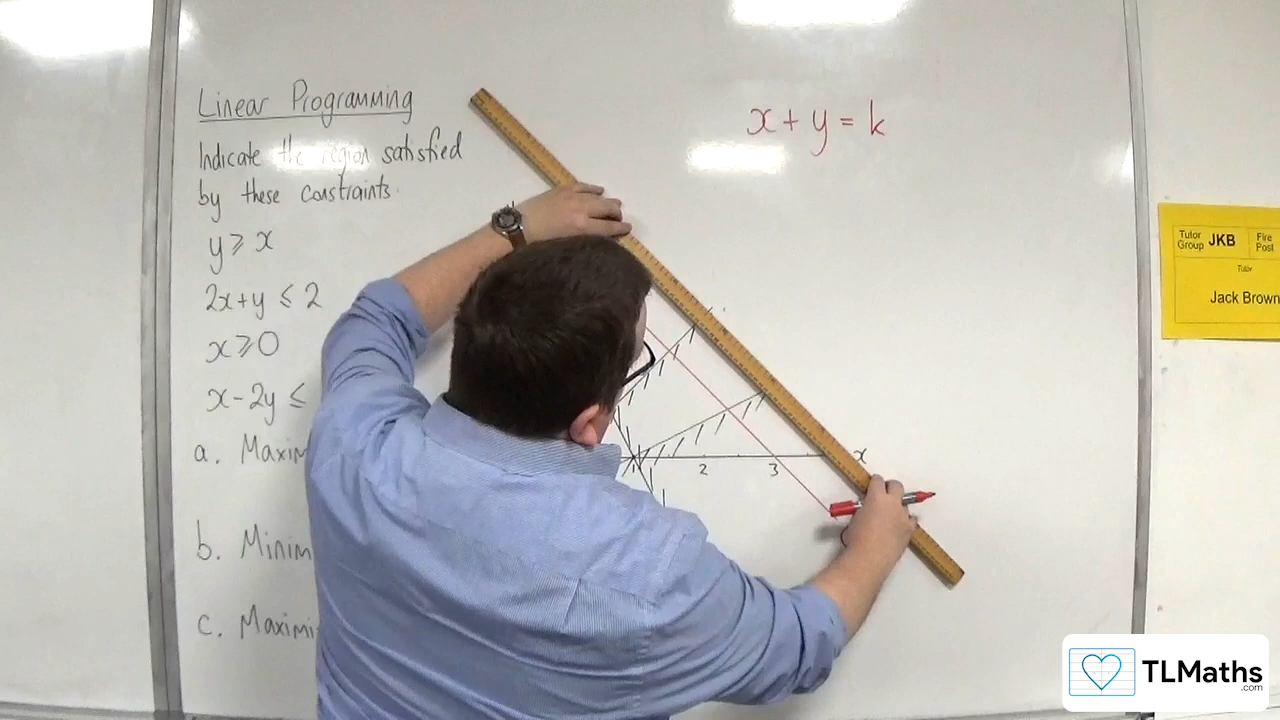 Linear Programming
Indicate the region satisfied
by these constraints.
y ⩾ x
2x+y ⩽ 2
x ⩾ 0
x-2y ⩽
a. Maxim
b. Minim
c. Maximi
x + y = k
x
1 2 3
Tutor Group JKB Fire Post
Tutor
Jack Brown
TLMaths
.com